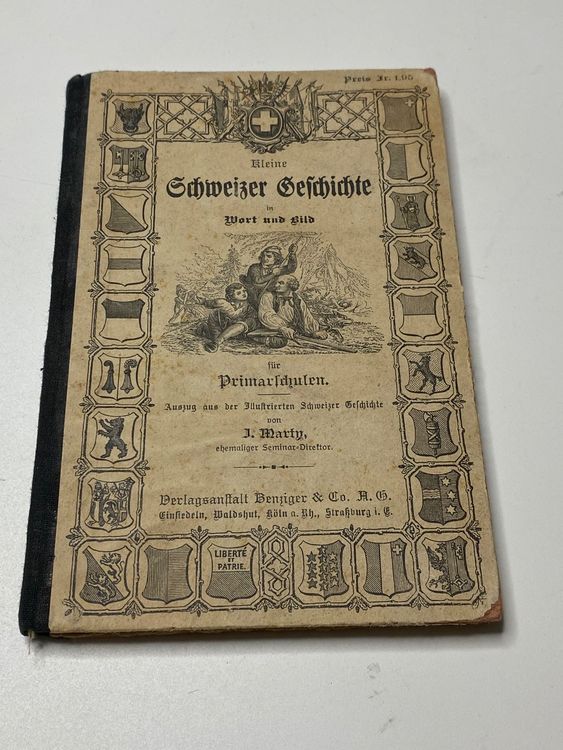 Preis Fr. 1.95
Kleine
Schweizer Geschichte
in
Wort und Bild
für
Primarschulen.
Auszug aus der Illustrierten Schweizer Geschichte
von
J. Marty,
ehemaliger Seminar-Direktor.
Verlagsanstalt Benziger & Co. A. G.
Einsiedeln, Waldshut, Köln a. Rh., Straßburg i. E.
LIBERTÉ
ET
PATRIE.